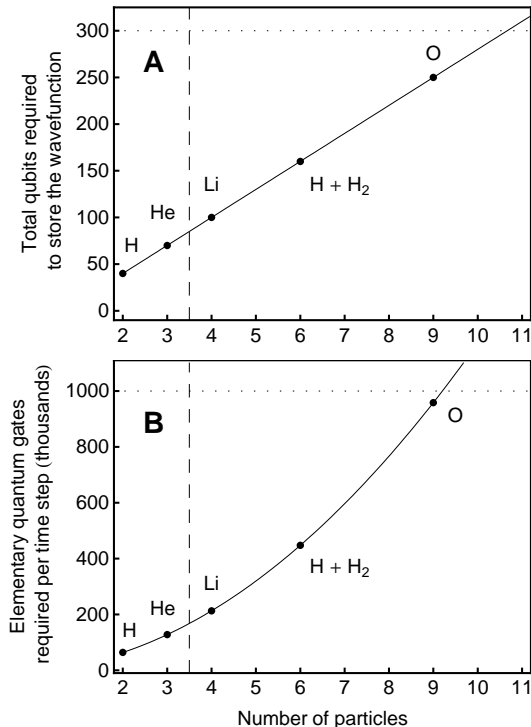 300
250
200
150
100
50
0
A
H
He
Li
H + H₂
O
Total qubits required
to store the wavefunction
2 3 4 5 6 7 8 9 10 11
1000
800
600
400
200
0
B
H
He
Li
H + H₂
O
Elementary quantum gates
required per time step (thousands)
2 3 4 5 6 7 8 9 10 11
Number of particles